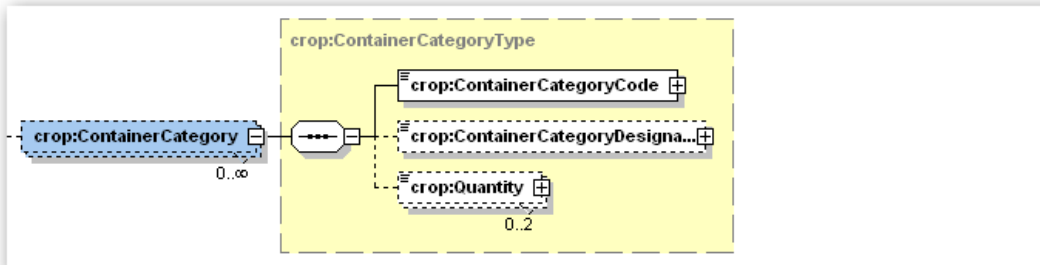 crop:ContainerCategoryType
crop:ContainerCategoryCode
crop:ContainerCategory
0..∞
crop:ContainerCategoryDesigna...
crop:Quantity
0..2